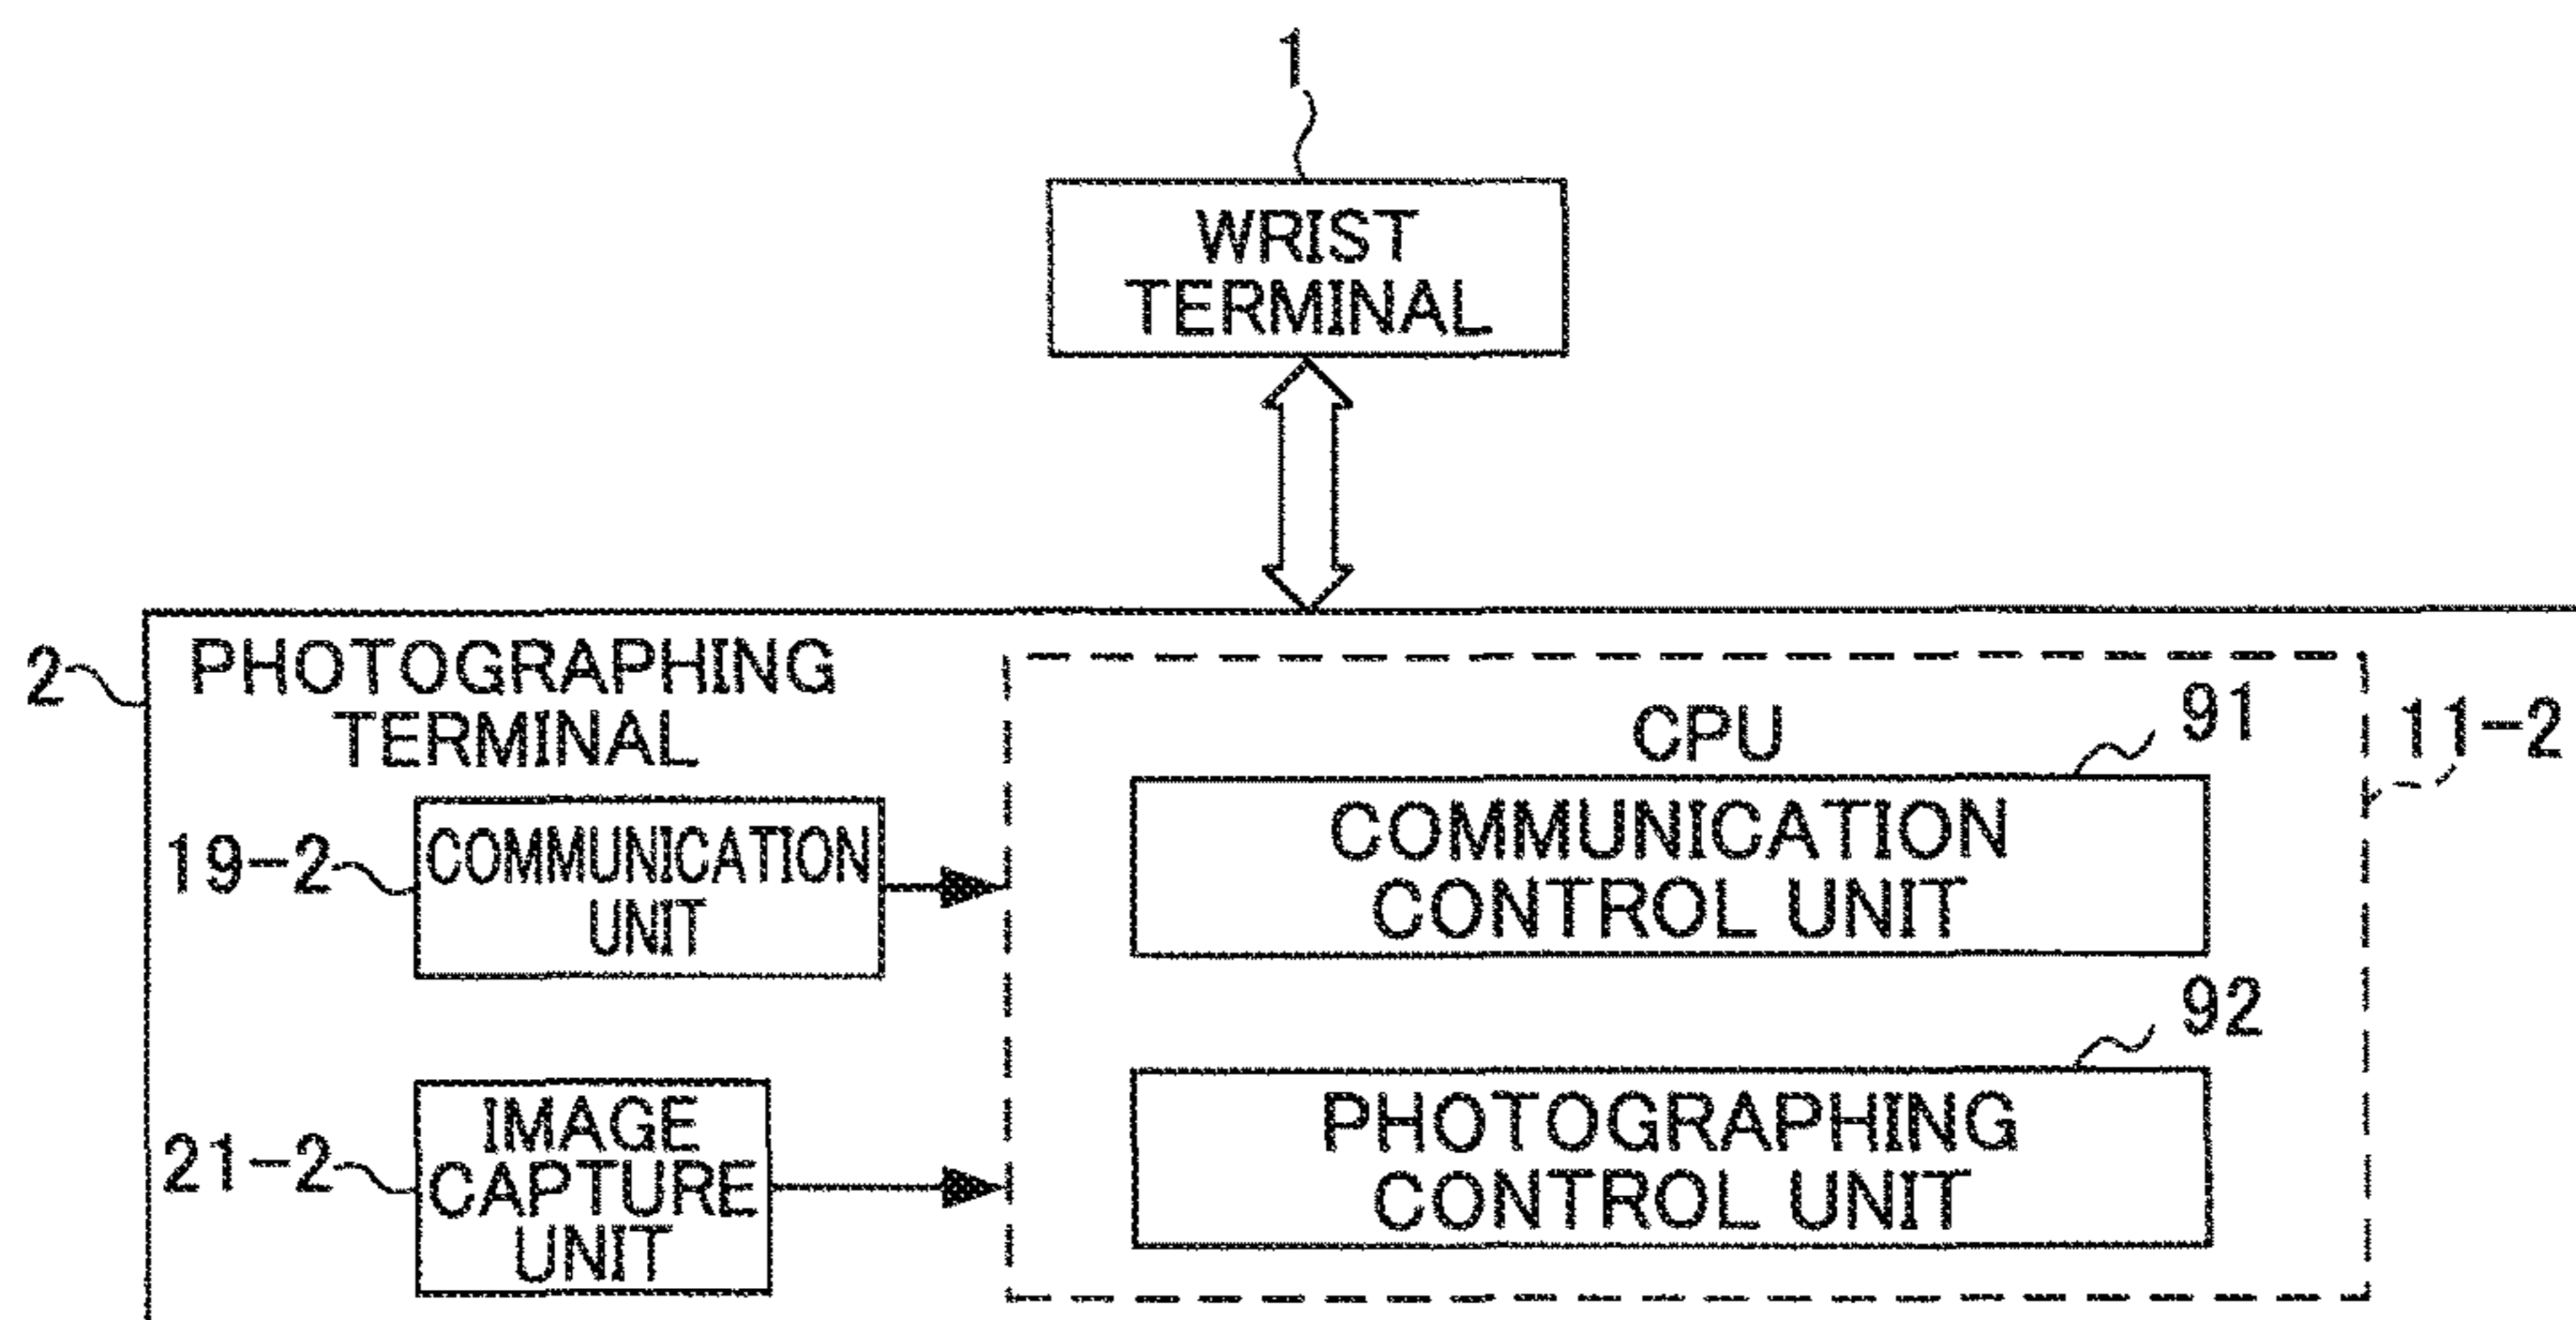 1
WRIST
TERMINAL
2
PHOTOGRAPHING
TERMINAL
CPU
91
11-2
19-2
COMMUNICATION
UNIT
COMMUNICATION
CONTROL UNIT
92
21-2
IMAGE
CAPTURE
UNIT
PHOTOGRAPHING
CONTROL UNIT